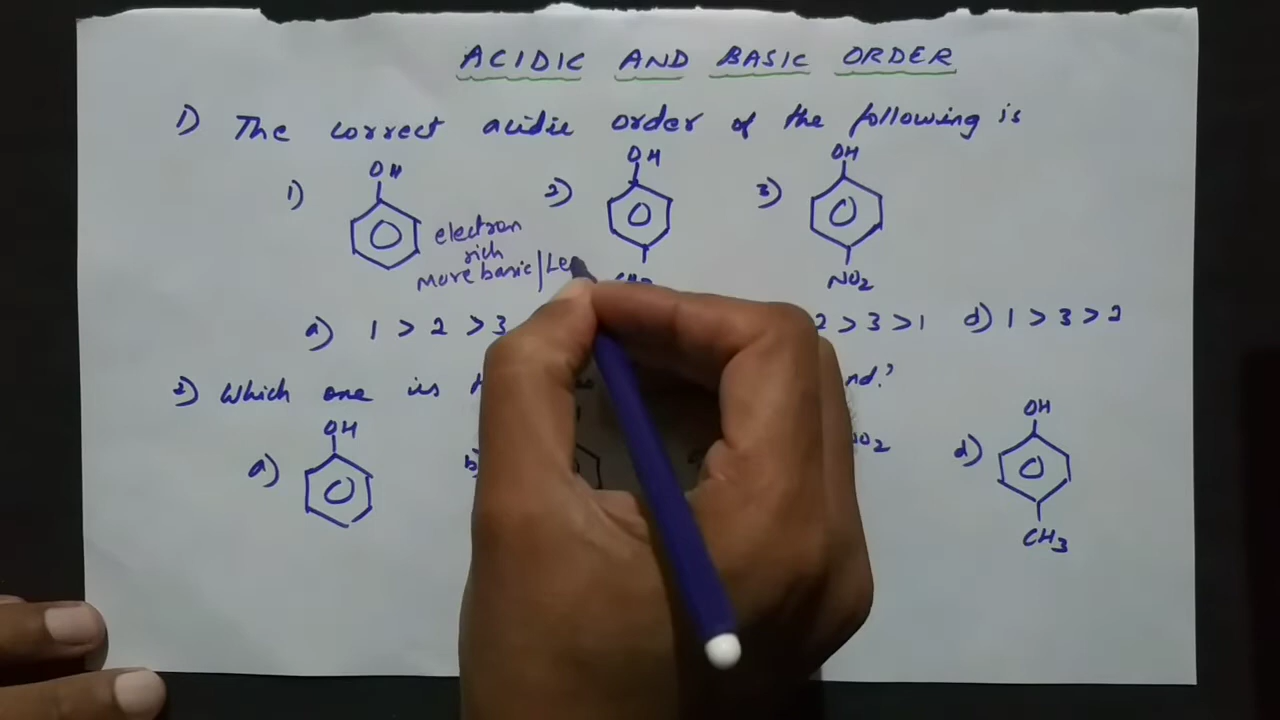 ACIDIC AND BASIC ORDER
1) The correct acidic order of the following is
1) OH 2) OH 3) OH
electron
rich
more basic | Le
NO2
a) 1 > 2 > 3 2 > 3 > 1 d) 1 > 3 > 2
2) Which one is
a) OH b) NO2 d) OH
CH3